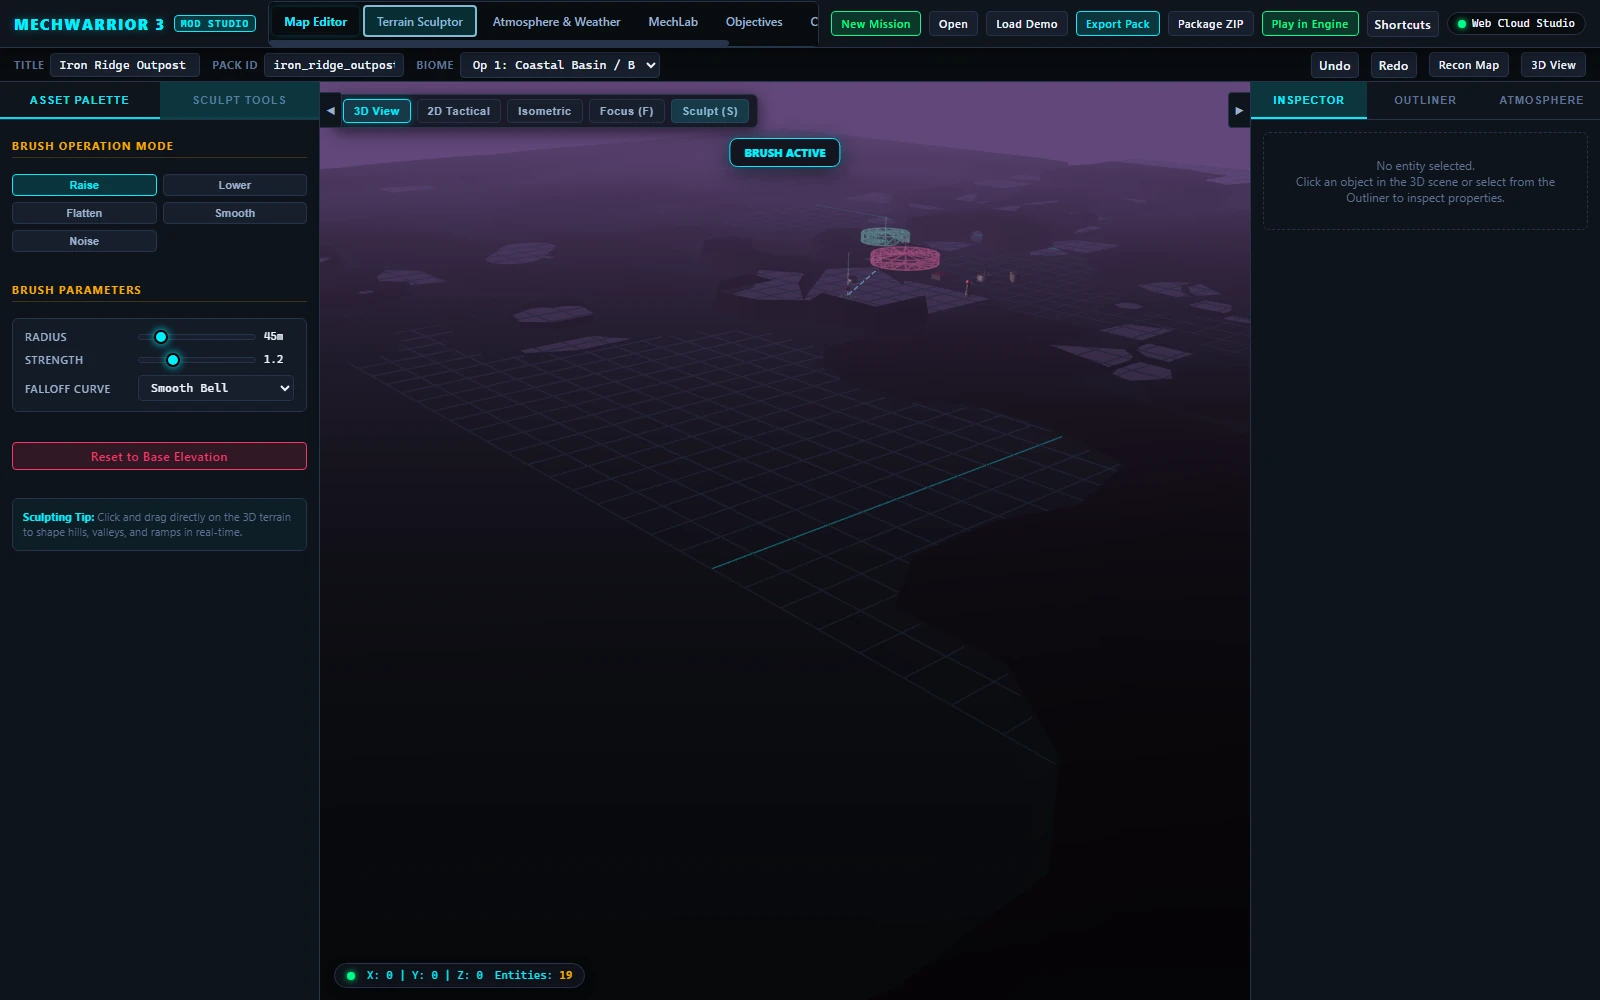 MECHWARRIOR 3 MOD STUDIO Map Editor Terrain Sculptor Atmosphere & Weather MechLab Objectives New Mission Open Load Demo Export Pack Package ZIP Play in Engine Shortcuts Web Cloud Studio
TITLE Iron Ridge Outpost PACK ID iron_ridge_outpost BIOME Op 1: Coastal Basin / B Undo Redo Recon Map 3D View
ASSET PALETTE SCULPT TOOLS
3D View 2D Tactical Isometric Focus (F) Sculpt (S)
INSPECTOR OUTLINER ATMOSPHERE
BRUSH ACTIVE
BRUSH OPERATION MODE
Raise Lower
Flatten Smooth
Noise
BRUSH PARAMETERS
RADIUS 45m
STRENGTH 1.2
FALLOFF CURVE Smooth Bell
Reset to Base Elevation
Sculpting Tip: Click and drag directly on the 3D terrain
to shape hills, valleys, and ramps in real-time.
No entity selected.
Click an object in the 3D scene or select from the
Outliner to inspect properties.
X: 0 | Y: 0 | Z: 0 Entities: 19